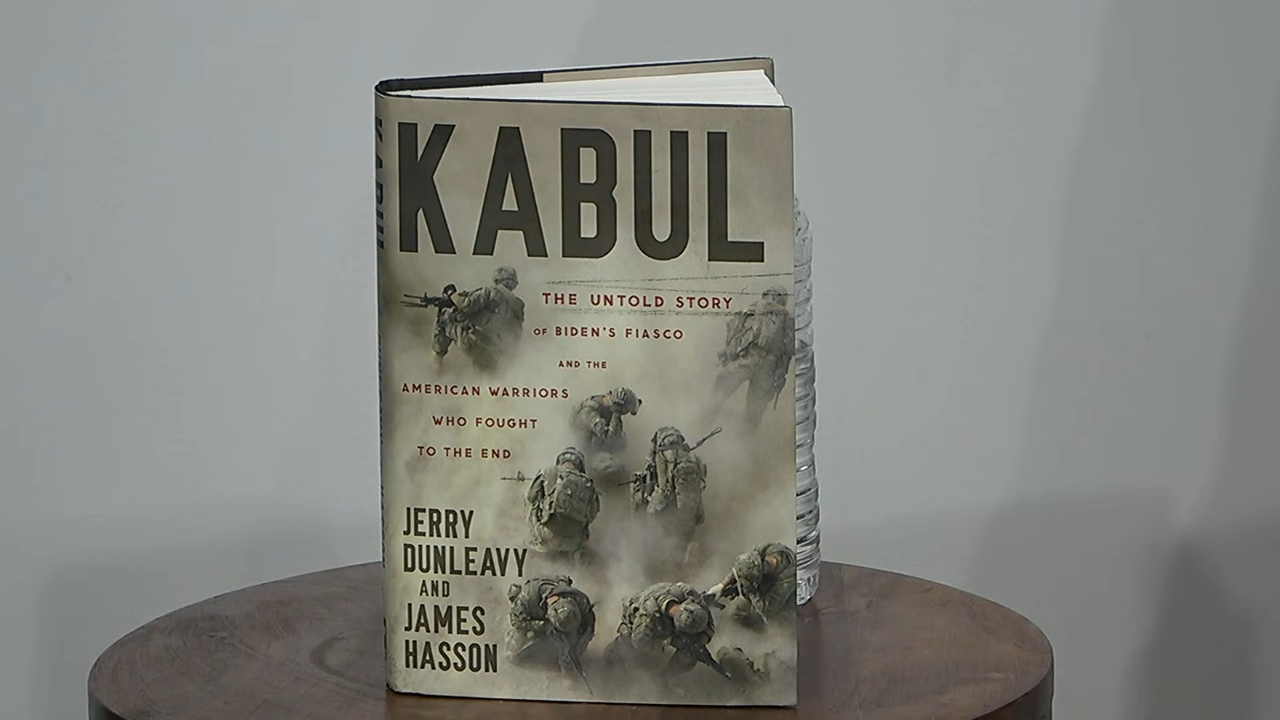 KABUL
KABUL
THE UNTOLD STORY
OF BIDEN'S FIASCO
AND THE
AMERICAN WARRIORS
WHO FOUGHT
TO THE END
JERRY
DUNLEAVY
AND
JAMES
HASSON